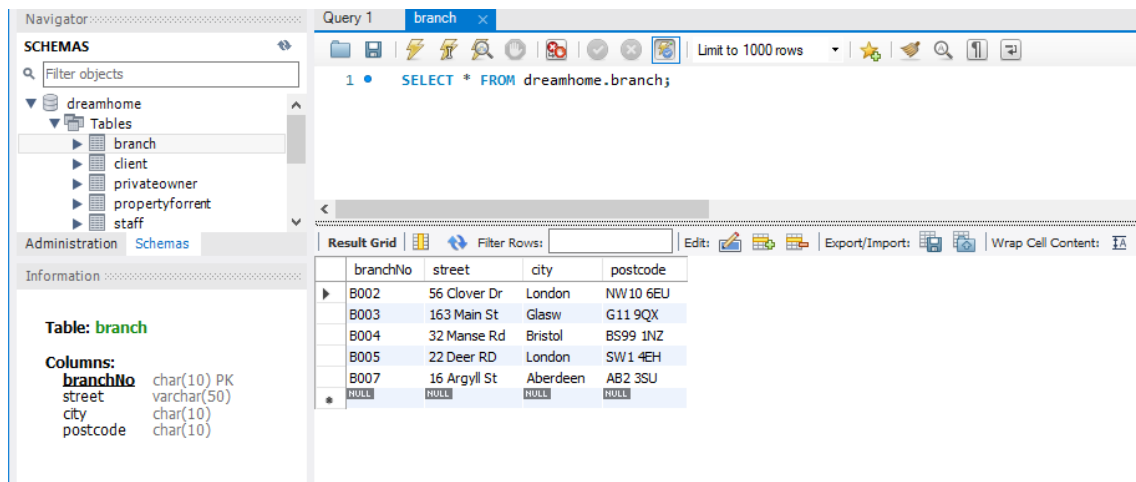 Navigator
SCHEMAS
Filter objects
dreamhome
Tables
branch
client
privateowner
propertyforrent
staff
Administration Schemas
Information
Table: branch
Columns:
branchNo char(10) PK
street varchar(50)
city char(10)
postcode char(10)
Query 1 branch
Limit to 1000 rows
1 SELECT * FROM dreamhome.branch;
Result Grid Filter Rows: Edit: Export/Import: Wrap Cell Content: IA
branchNo street city postcode
B002 56 Clover Dr London NW10 6EU
B003 163 Main St Glasw G11 9QX
B004 32 Manse Rd Bristol BS99 1NZ
B005 22 Deer RD London SW1 4EH
B007 16 Argyll St Aberdeen AB2 3SU
NULL NULL NULL NULL